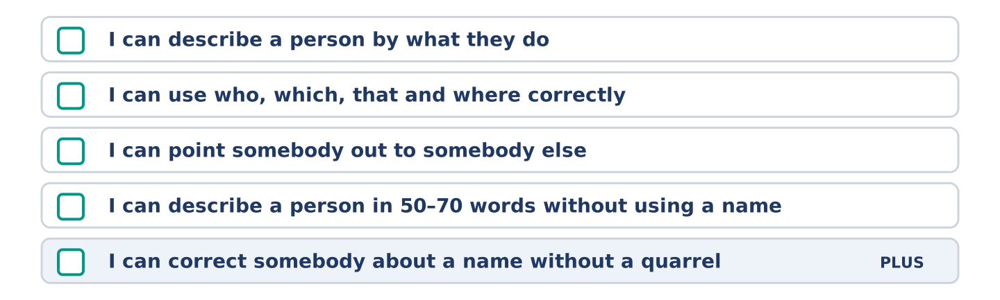 I can describe a person by what they do
I can use who, which, that and where correctly
I can point somebody out to somebody else
I can describe a person in 50–70 words without using a name
I can correct somebody about a name without a quarrel PLUS